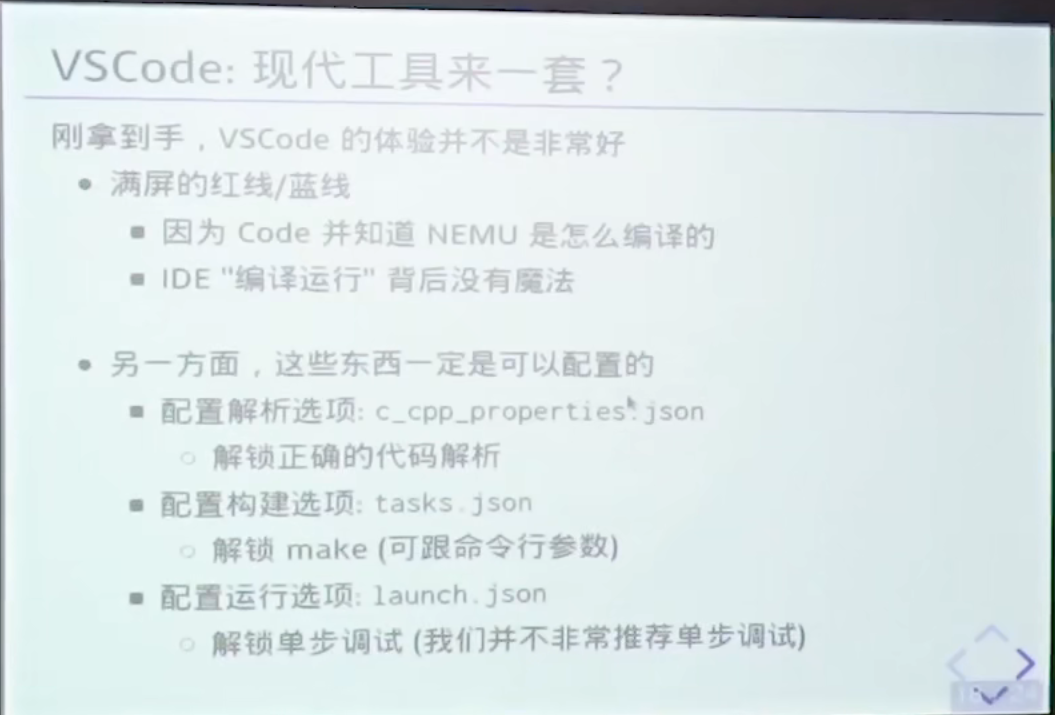 VSCode: 现代工具来一套？
刚拿到手，VSCode 的体验并不是非常好
满屏的红线/蓝线
因为 Code 并知道 NEMU 是怎么编译的
IDE "编译运行" 背后没有魔法
另一方面，这些东西一定是可以配置的
配置解析选项: c_cpp_properties.json
解锁正确的代码解析
配置构建选项: tasks.json
解锁 make (可跟命令行参数)
配置运行选项: launch.json
解锁单步调试 (我们并不非常推荐单步调试)